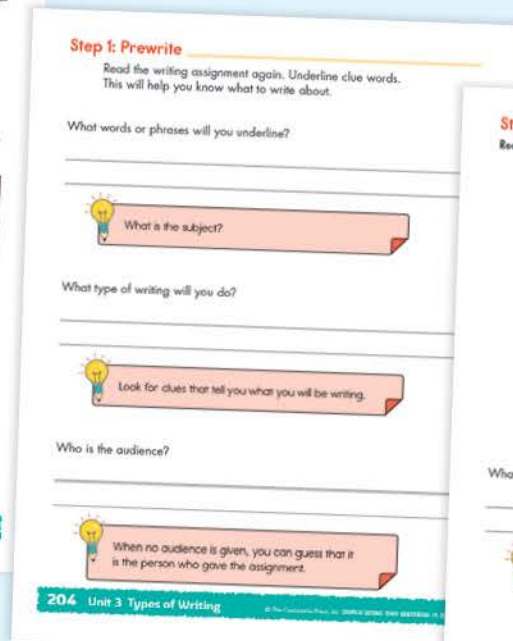 Step 1: Prewrite
Read the writing assignment again. Underline clue words.
This will help you know what to write about.
What words or phrases will you underline?
What is the subject?
What type of writing will you do?
Look for clues that tell you what you will be writing.
Who is the audience?
When no audience is given, you can guess that it
is the person who gave the assignment.
204 Unit 3 Types of Writing